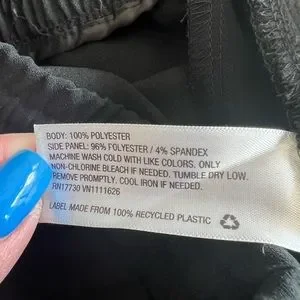 BODY: 100% POLYESTER
SIDE PANEL: 96% POLYESTER / 4% SPANDEX
MACHINE WASH COLD WITH LIKE COLORS. ONLY
NON-CHLORINE BLEACH IF NEEDED. TUMBLE DRY LOW.
REMOVE PROMPTLY. COOL IRON IF NEEDED.
RN17730 VN1111626
LABEL MADE FROM 100% RECYCLED PLASTIC